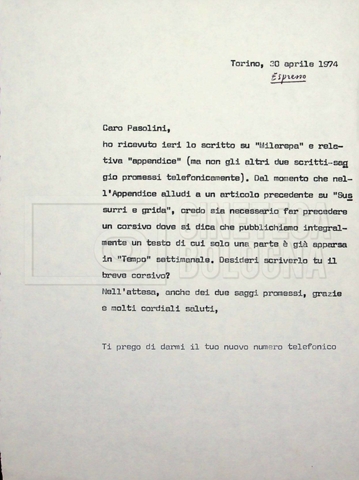 Torino, 30 aprile 1974
Espresso
Caro Pasolini,
ho ricevuto ieri lo scritto su "Milarepa" e rela-
tiva "appendice" (ma non gli altri due scritti-sag
gio promessi telefonicamente). Dal momento che nel-
l'Appendice alludi a un articolo precedente su "Sus
surri e grida", credo sia necessario far precedere
un corsivo dove si dica che pubblichiamo integral-
mente un testo di cui solo una parte è già apparsa
in "Tempo" settimanale. Desideri scriverlo tu il
breve corsivo?
Nell'attesa, anche dei due saggi promessi, grazie
e molti cordiali saluti,
Ti prego di darmi il tuo nuovo numero telefonico
CINETECA
BOLOGNA